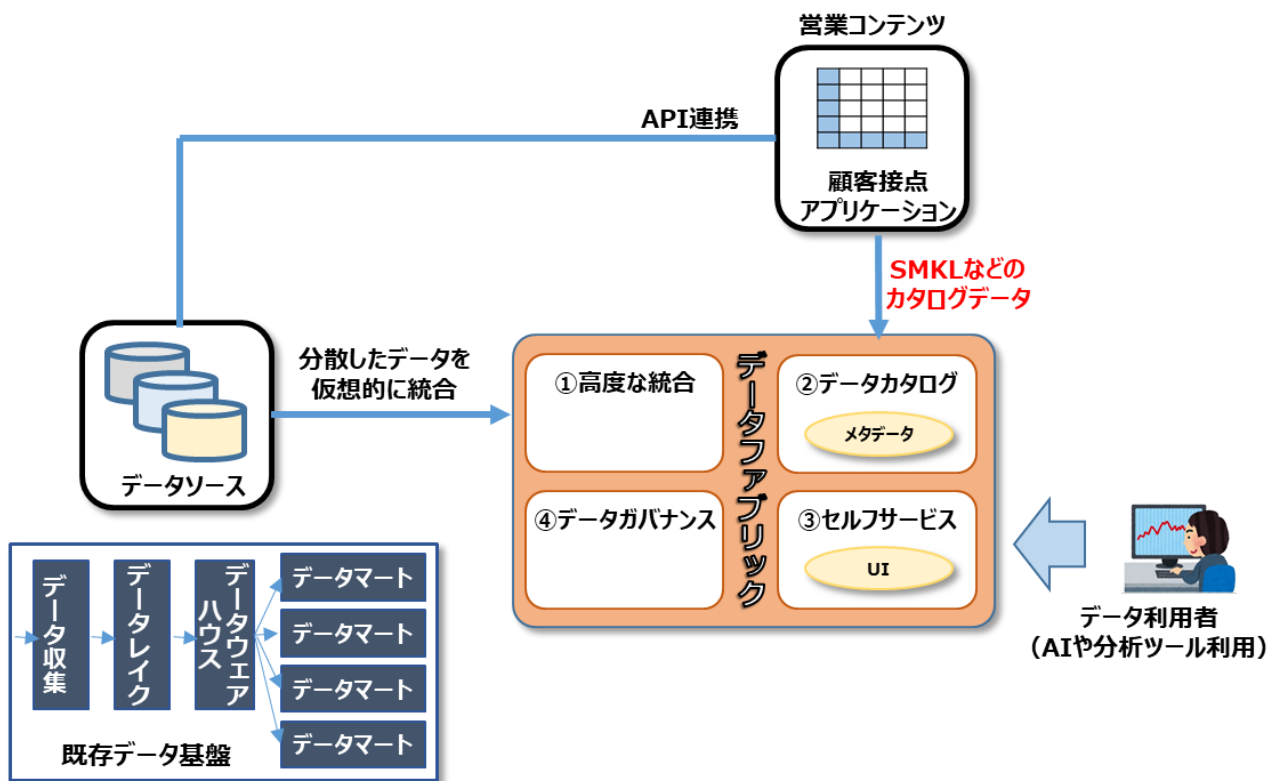 営業コンテンツ
API連携
顧客接点
アプリケーション
SMKLなどの
カタログデータ
分散したデータを
仮想的に統合
データソース
①高度な統合
データファブリック
②データカタログ
メタデータ
④データガバナンス
③セルフサービス
UI
データ利用者
（AIや分析ツール利用）
データ収集
データレイク
データウェア
ハウス
データマート
データマート
データマート
データマート
既存データ基盤